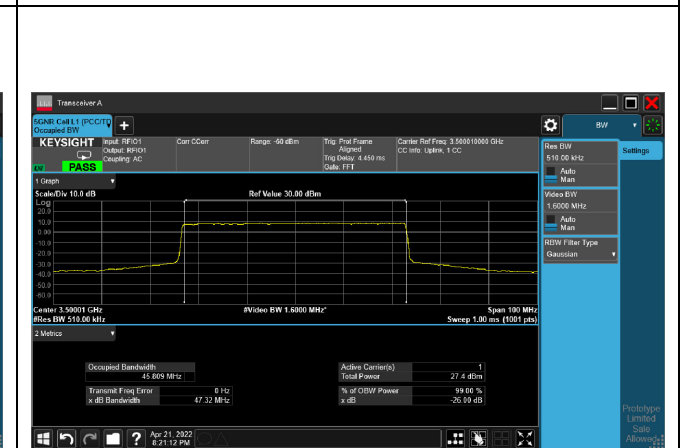 Transceiver A
5GNR Cell L1 (PCC/TD
Occupied BW
BW
KEYSIGHT
PASS
Input: RFIO1
Output: RFIO1
Coupling: AC
Corr CCorr
Range: -60 dBm
Trig: Prot Frame
Aligned
Trig Delay: 4.450 ms
Gate: FFT
Carrier Ref Freq: 3.500010000 GHz
CC Info: Uplink, 1 CC
Res BW
510.00 kHz
Auto
Man
Video BW
1.6000 MHz
Auto
Man
RBW Filter Type
Gaussian
Settings
1 Graph
Scale/Div 10.0 dB
Ref Value 30.00 dBm
Log
20.0
10.0
0.00
-10.0
-20.0
-30.0
-40.0
-50.0
-60.0
Center 3.50001 GHz
#Video BW 1.6000 MHz*
Span 100 MHz
#Res BW 510.00 kHz
Sweep 1.00 ms (1001 pts)
2 Metrics
Occupied Bandwidth
45.809 MHz
Active Carrier(s) 1
Total Power 27.4 dBm
Transmit Freq Error 0 Hz
x dB Bandwidth 47.32 MHz
% of OBW Power 99.00 %
x dB -26.00 dB
Prototype
Limited
Sale
Allowed
Apr 21, 2022
8:21:12 PM